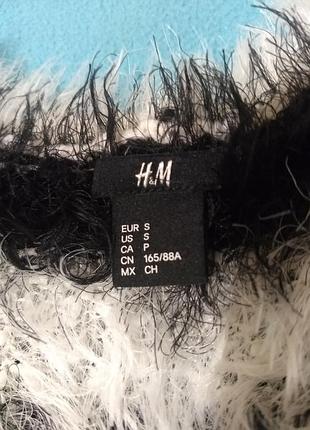 H&M
EUR S
US S
CA P
CN 165/88A
MX CH